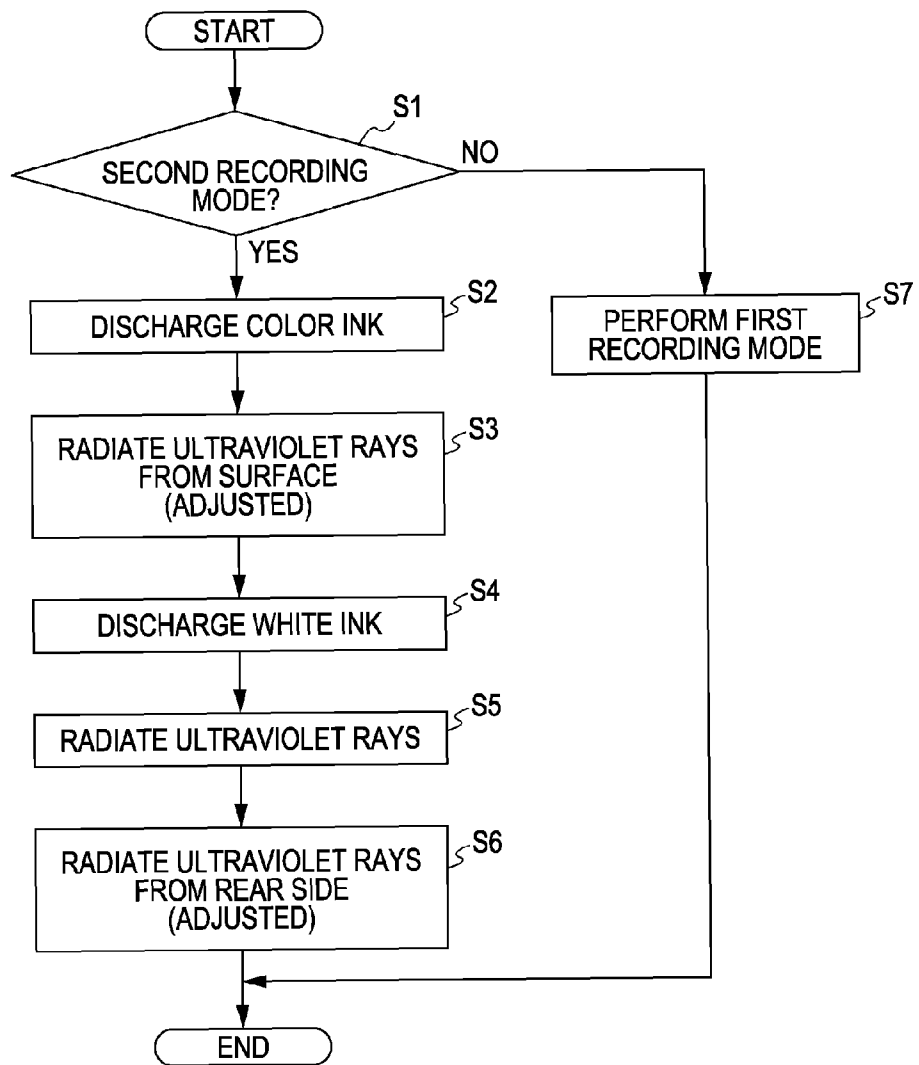 START
S1
SECOND RECORDING
MODE?
NO
YES
S2
DISCHARGE COLOR INK
S7
PERFORM FIRST
RECORDING MODE
S3
RADIATE ULTRAVIOLET RAYS
FROM SURFACE
(ADJUSTED)
S4
DISCHARGE WHITE INK
S5
RADIATE ULTRAVIOLET RAYS
S6
RADIATE ULTRAVIOLET RAYS
FROM REAR SIDE
(ADJUSTED)
END